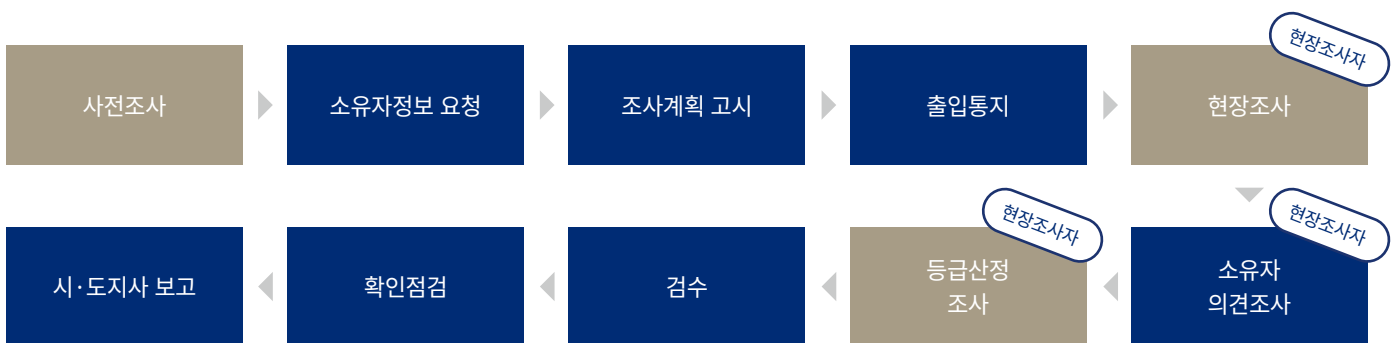 사전조사
소유자정보 요청
조사계획 고시
출입통지
현장조사자
현장조사
현장조사자
소유자
의견조사
현장조사자
등급산정
조사
검수
확인점검
시·도지사 보고